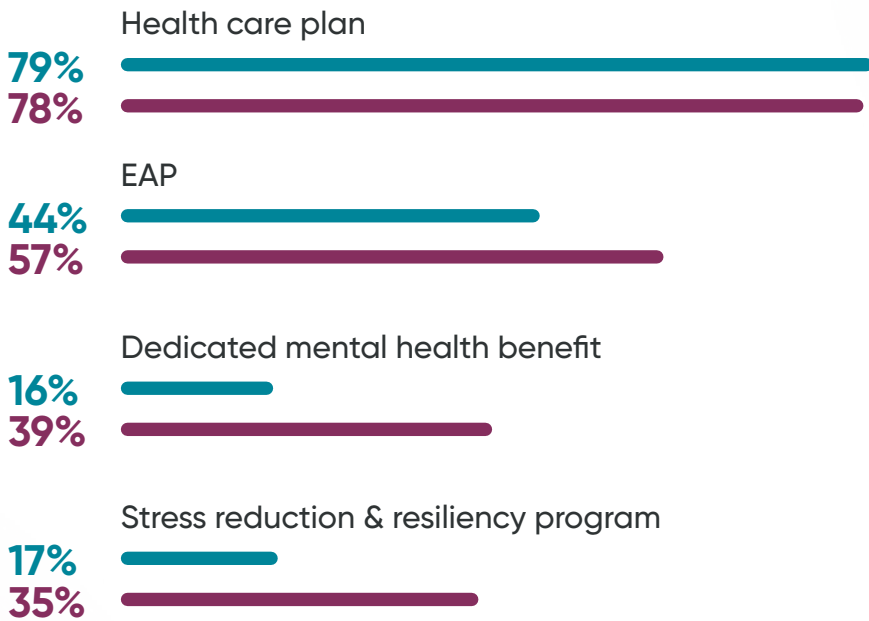 Health care plan
79%
78%
EAP
44%
57%
Dedicated mental health benefit
16%
39%
Stress reduction & resiliency program
17%
35%